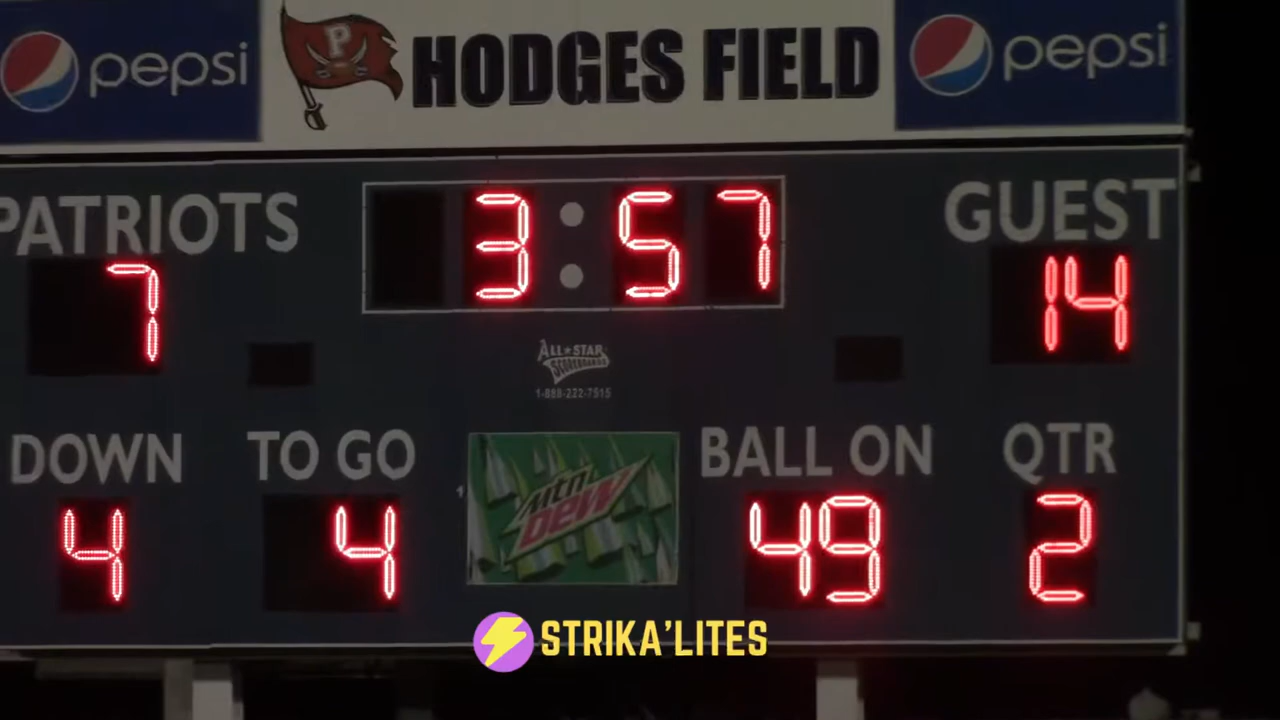 pepsi
P
HODGES FIELD
pepsi
PATRIOTS
3:57
GUEST
7
14
ALL★STAR
SCOREBOARDS
1-888-222-7515
DOWN
TO GO
BALL ON
QTR
4
4
Mtn
Dew
49
2
STRIKA'LITES